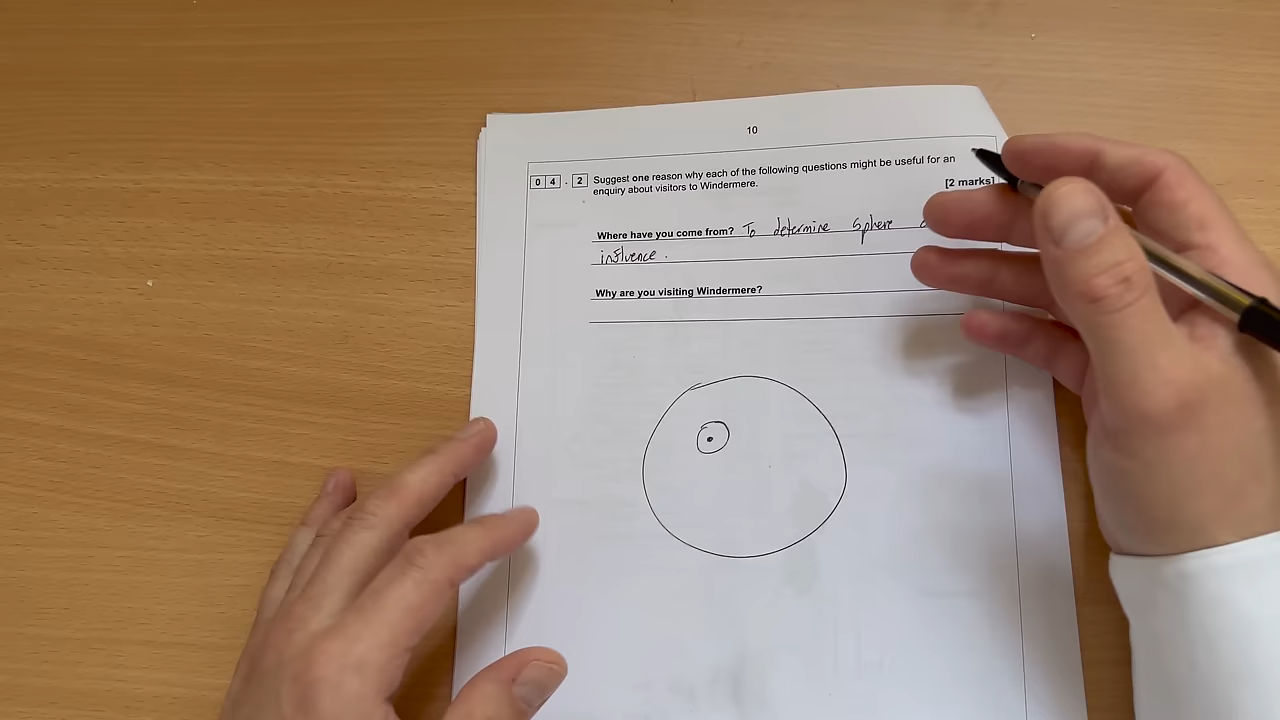 10
0 4 . 2 Suggest one reason why each of the following questions might be useful for an
enquiry about visitors to Windermere.
[2 marks]
Where have you come from? To determine Sphere
influence.
Why are you visiting Windermere?